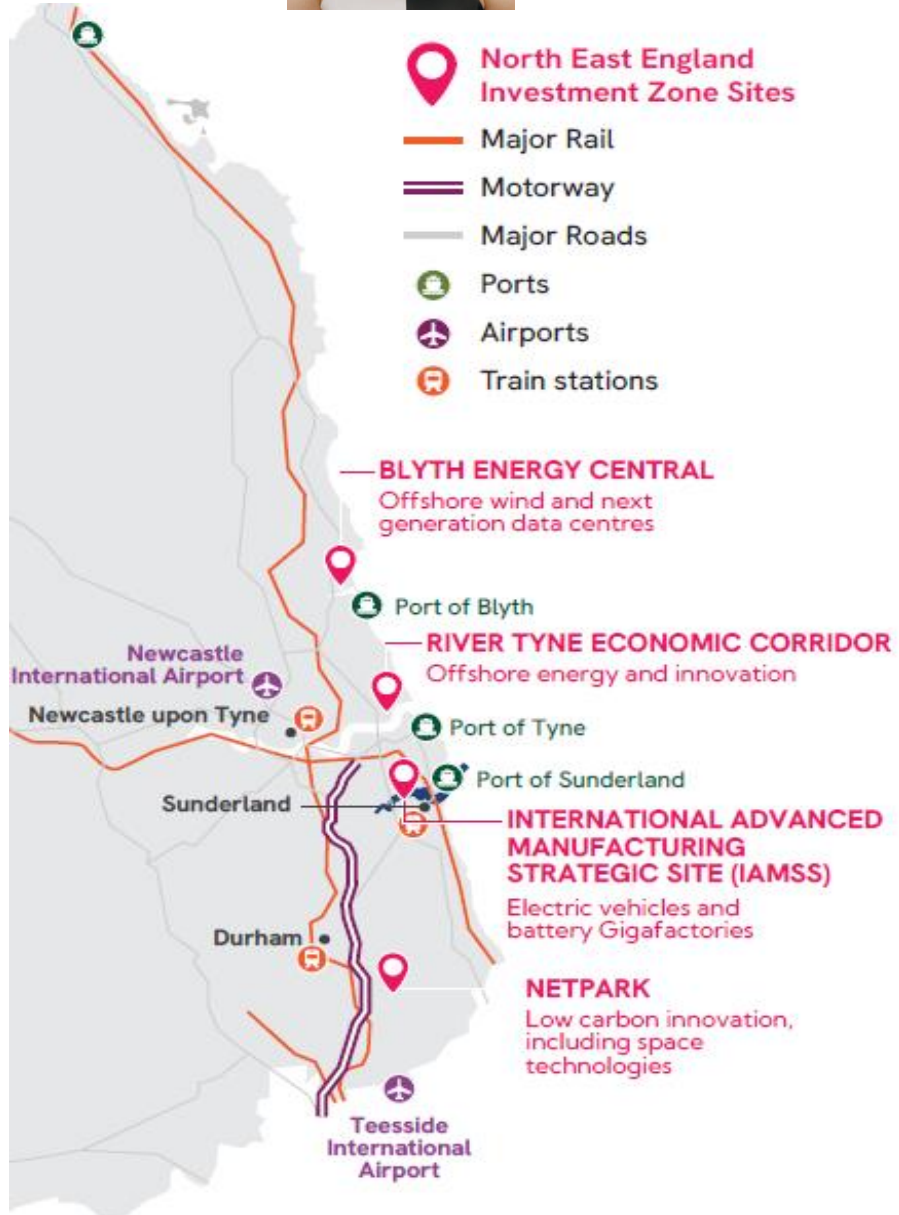 North East England
Investment Zone Sites
Major Rail
Motorway
Major Roads
Ports
Airports
Train stations
BLYTH ENERGY CENTRAL
Offshore wind and next
generation data centres
Port of Blyth
RIVER TYNE ECONOMIC CORRIDOR
Offshore energy and innovation
Newcastle
International Airport
Newcastle upon Tyne
Port of Tyne
Port of Sunderland
Sunderland
INTERNATIONAL ADVANCED
MANUFACTURING
STRATEGIC SITE (IAMSS)
Electric vehicles and
battery Gigafactories
Durham
NETPARK
Low carbon innovation,
including space
technologies
Teesside
International
Airport